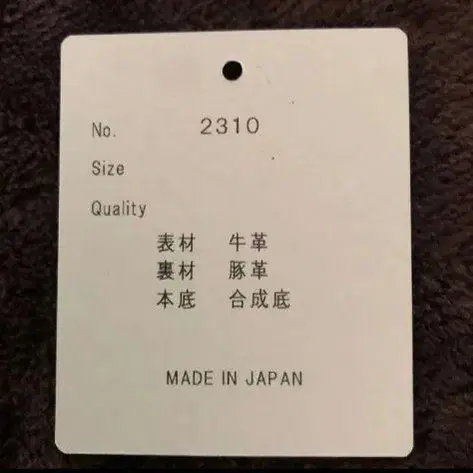 No. 2310
Size
Quality
表材 牛革
裏材 豚革
本底 合成底
MADE IN JAPAN